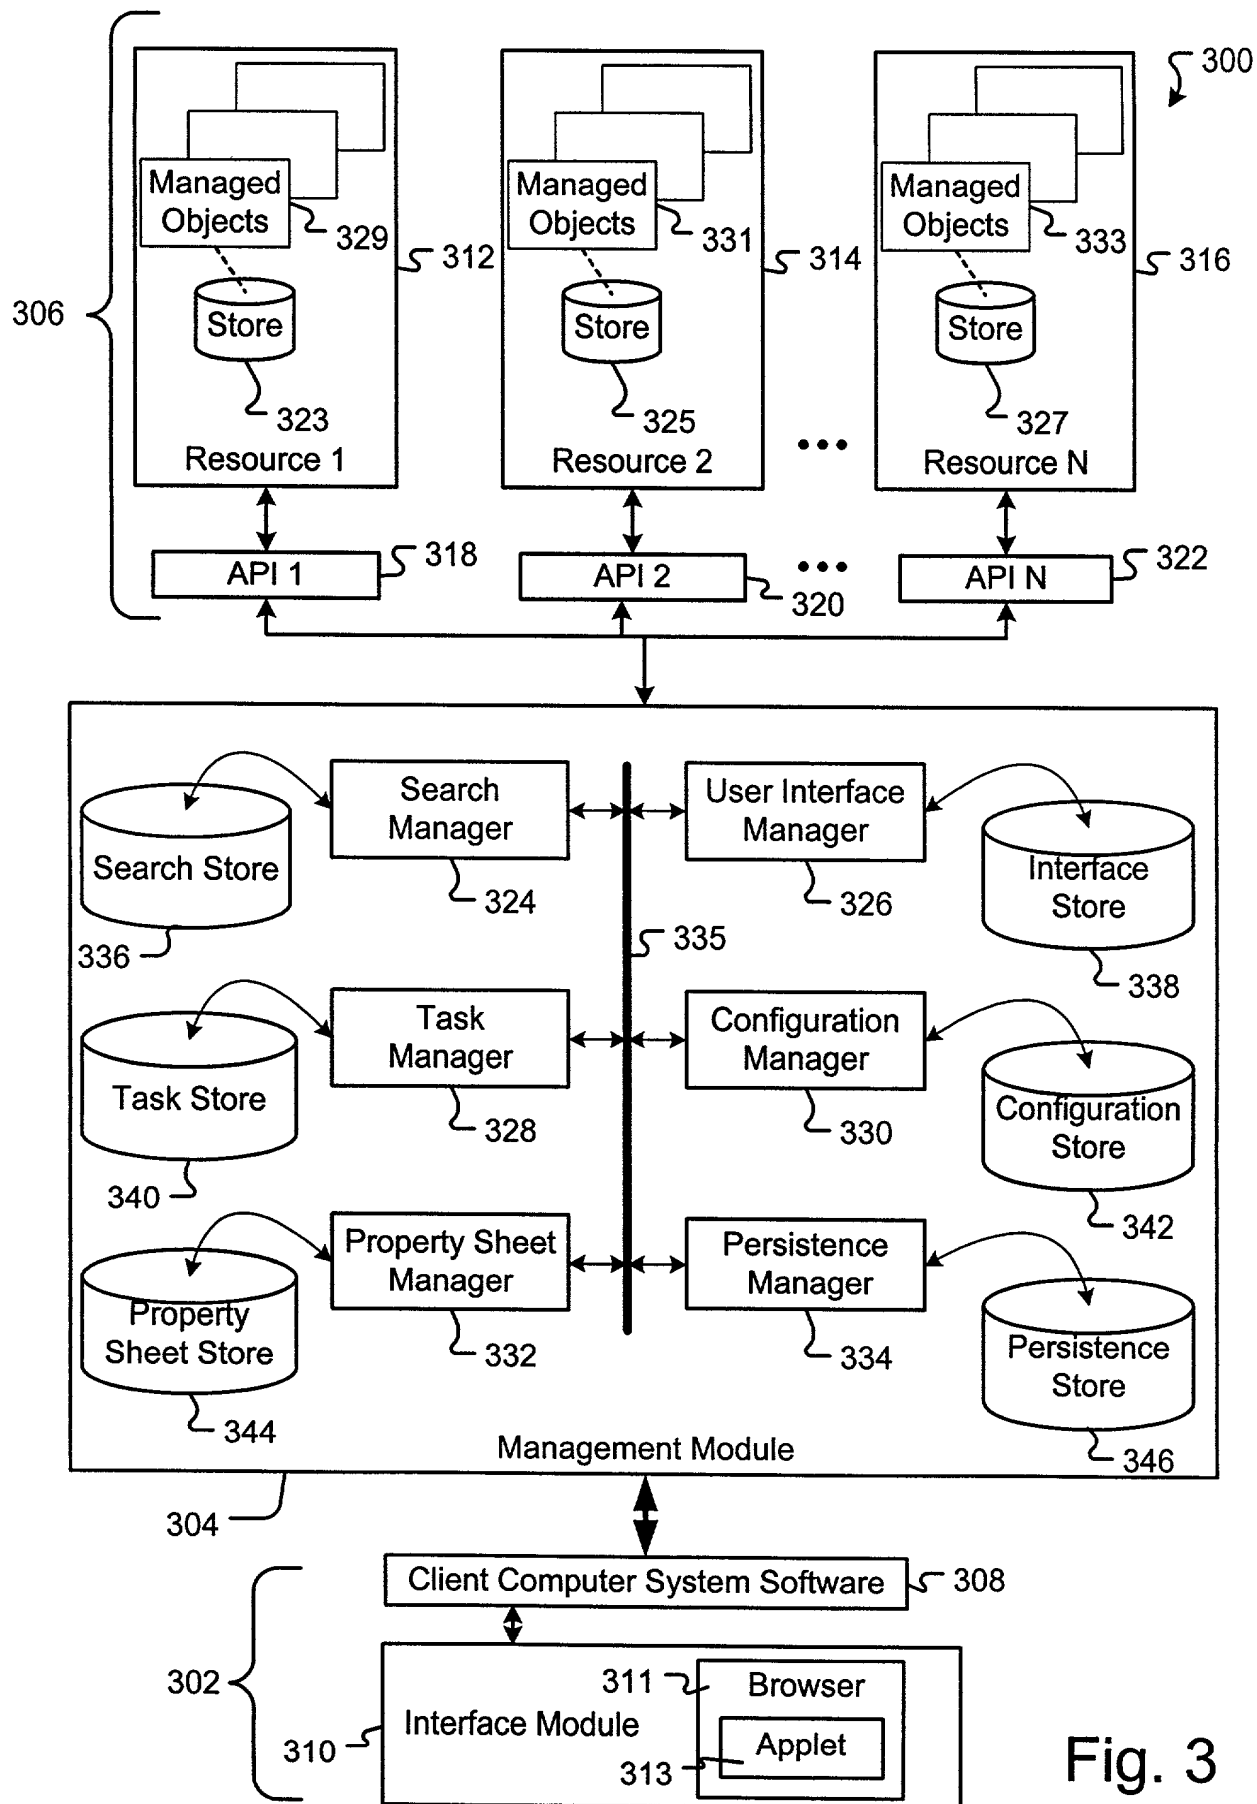 300
Managed
Objects
329
312
Store
323
Resource 1
Managed
Objects
331
314
Store
325
Resource 2
...
Managed
Objects
333
316
Store
327
Resource N
306
API 1
318
API 2
320
...
API N
322
Search
Manager
324
Search Store
336
User Interface
Manager
326
Interface
Store
338
335
Task
Manager
328
Task Store
340
Configuration
Manager
330
Configuration
Store
342
Property Sheet
Manager
332
Property
Sheet Store
344
Persistence
Manager
334
Persistence
Store
346
Management Module
304
Client Computer System Software
308
302
Interface Module
310
311
Browser
Applet
313
Fig. 3